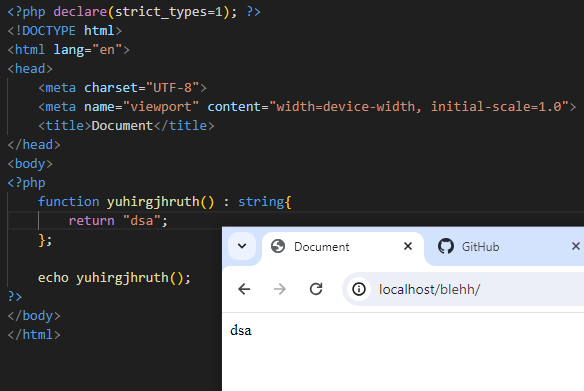 <?php declare(strict_types=1); ?>
<!DOCTYPE html>
<html lang="en">
<head>
    <meta charset="UTF-8">
    <meta name="viewport" content="width=device-width, initial-scale=1.0">
    <title>Document</title>
</head>
<body>
<?php
    function yuhirgjhruth() : string{
        return "dsa";
    };

    echo yuhirgjhruth();
?>
</body>
</html>
Document GitHub
localhost/blehh/
dsa